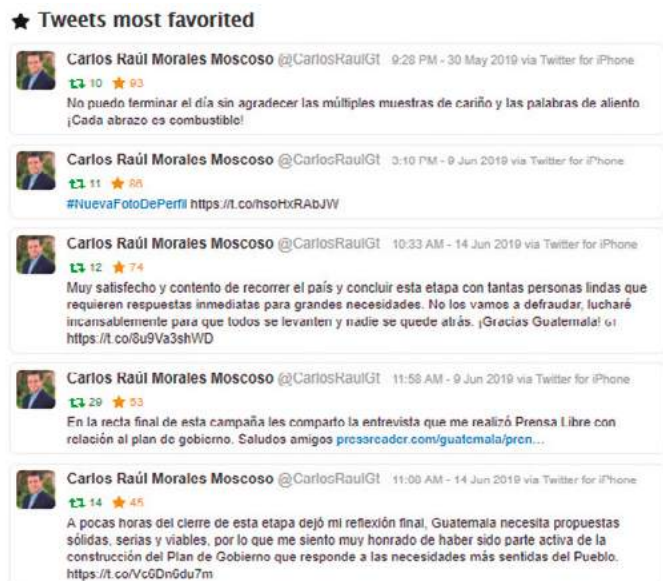 Tweets most favorited
Carlos Raúl Morales Moscoso @CarlosRaulGt 9:28 PM - 30 May 2019 via Twitter for iPhone
10 93
No puedo terminar el día sin agradecer las múltiples muestras de cariño y las palabras de aliento
¡Cada abrazo es combustible!
Carlos Raúl Morales Moscoso @CarlosRaulGt 3:10 PM - 9 Jun 2019 via Twitter for iPhone
11 86
#NuevaFotoDePerfil https://t.co/hsoHxRAbJW
Carlos Raúl Morales Moscoso @CarlosRaulGt 10:33 AM - 14 Jun 2019 via Twitter for iPhone
12 74
Muy satisfecho y contento de recorrer el país y concluir esta etapa con tantas personas lindas que
requieren respuestas inmediatas para grandes necesidades. No los vamos a defraudar, lucharé
incansablemente para que todos se levanten y nadie se quede atrás. ¡Gracias Guatemala! GT
https://t.co/8u9Va3shWD
Carlos Raúl Morales Moscoso @CarlosRaulGt 11:58 AM - 9 Jun 2019 via Twitter for iPhone
29 53
En la recta final de esta campaña les comparto la entrevista que me realizó Prensa Libre con
relación al plan de gobierno. Saludos amigos pressreader.com/guatemala/pren…
Carlos Raúl Morales Moscoso @CarlosRaulGt 11:00 AM - 14 Jun 2019 via Twitter for iPhone
14 45
A pocas horas del cierre de esta etapa dejó mi reflexión final, Guatemala necesita propuestas
sólidas, serias y viables, por lo que me siento muy honrado de haber sido parte activa de la
construcción del Plan de Gobierno que responde a las necesidades más sentidas del Pueblo.
https://t.co/Vc6Dn6du7m